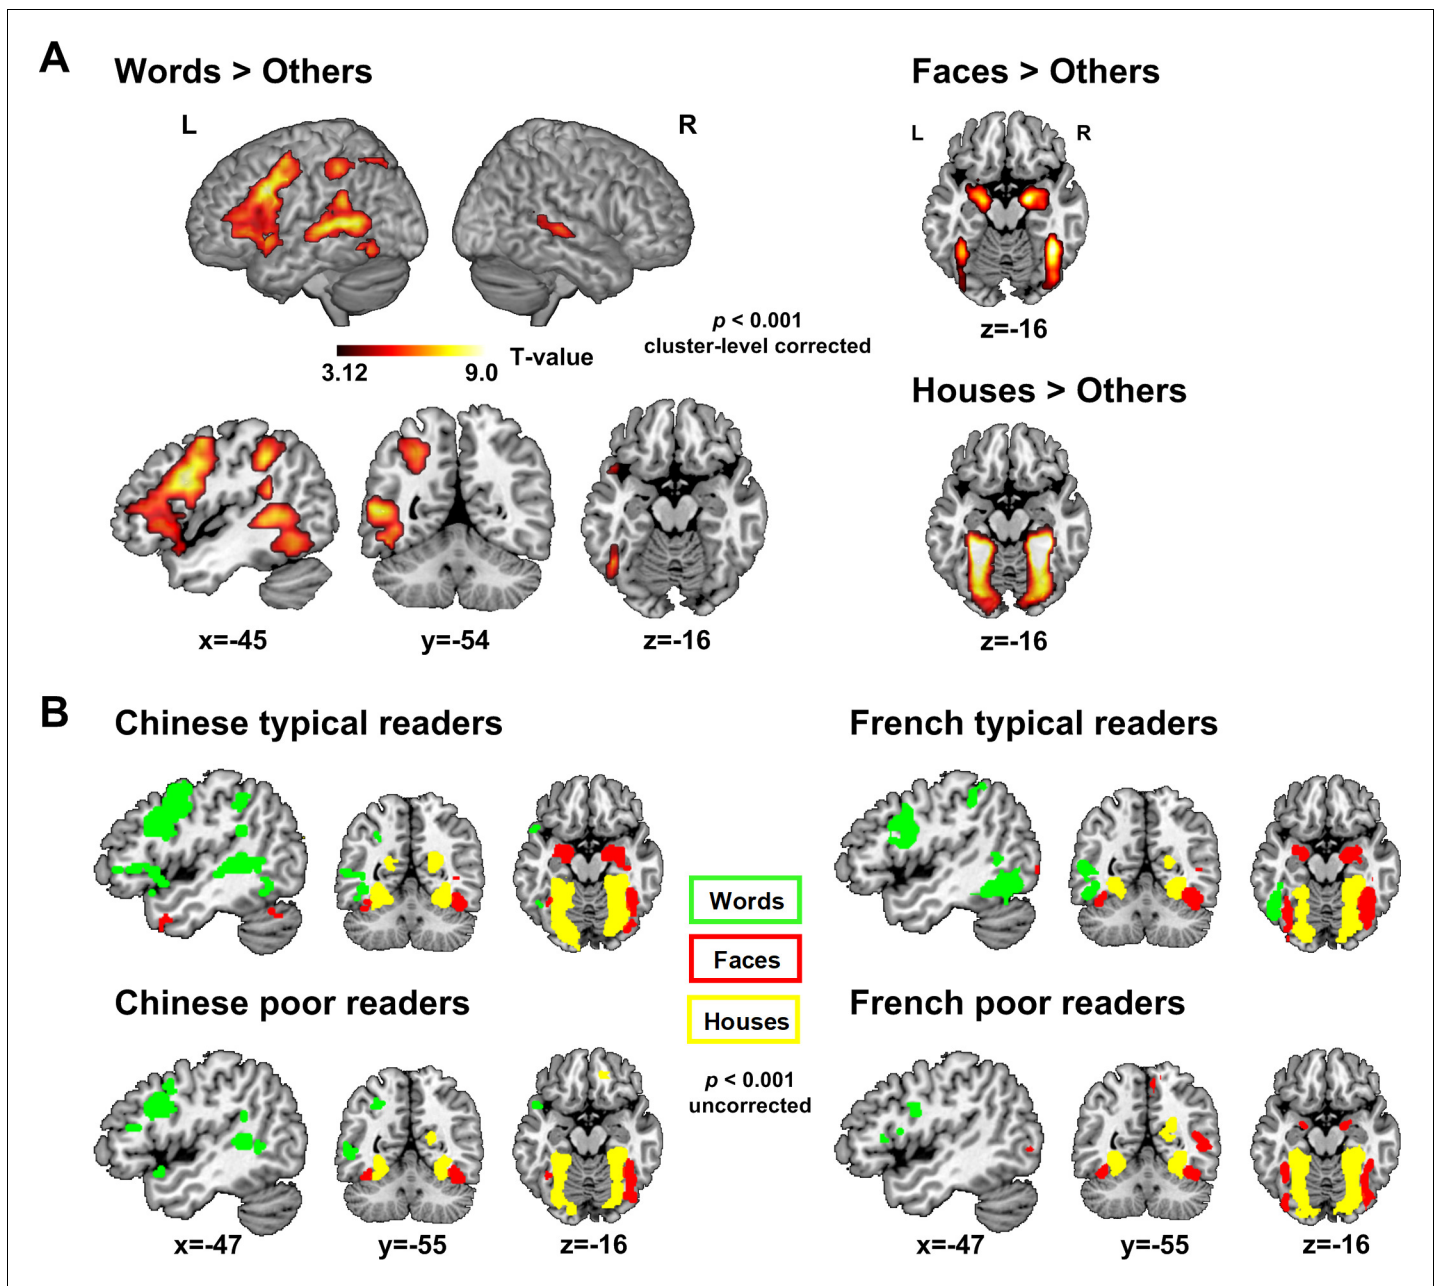 A
Words > Others
L
R
p < 0.001
cluster-level corrected
3.12
9.0
T-value
x=-45
y=-54
z=-16
Faces > Others
L
R
z=-16
Houses > Others
z=-16
B
Chinese typical readers
French typical readers
Words
Faces
Houses
p < 0.001
uncorrected
Chinese poor readers
x=-47
y=-55
z=-16
French poor readers
x=-47
y=-55
z=-16